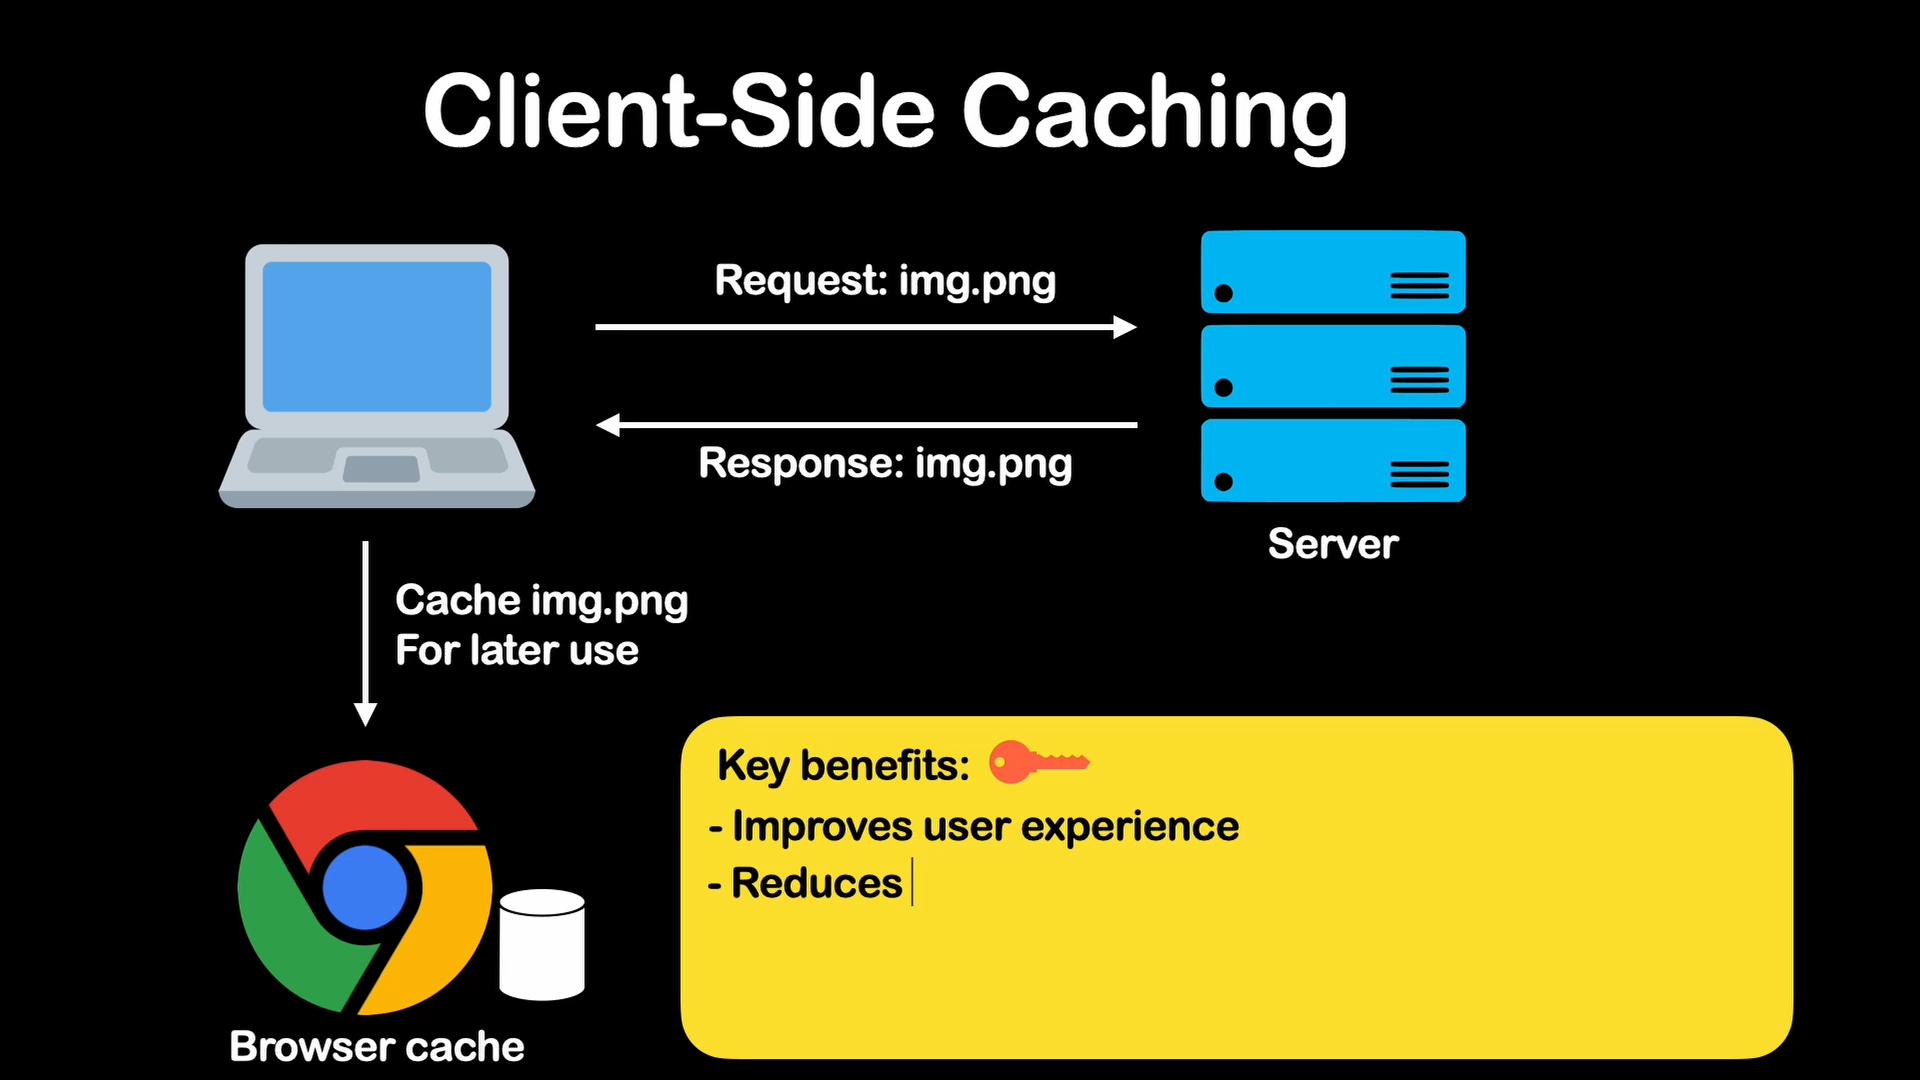 Client-Side Caching
Request: img.png
Response: img.png
Server
Cache img.png
For later use
Key benefits:
- Improves user experience
- Reduces
Browser cache